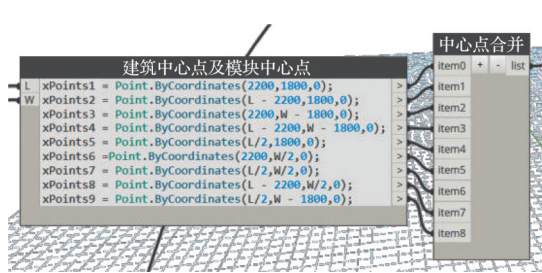 中心点合并
建筑中心点及模块中心点
item0 + - list
L xPoints1 = Point.ByCoordinates(2200,1800,0); >
item1
W xPoints2 = Point.ByCoordinates(L - 2200,1800,0); >
item2
xPoints3 = Point.ByCoordinates(2200,W - 1800,0); >
item3
xPoints4 = Point.ByCoordinates(L - 2200,W - 1800,0); >
item4
xPoints5 = Point.ByCoordinates(L/2,1800,0); >
item5
xPoints6 =Point.ByCoordinates(2200,W/2,0); >
item6
xPoints7 = Point.ByCoordinates(L/2,W/2,0); >
item7
xPoints8 = Point.ByCoordinates(L - 2200,W/2,0); >
item8
xPoints9 = Point.ByCoordinates(L/2,W - 1800,0); >